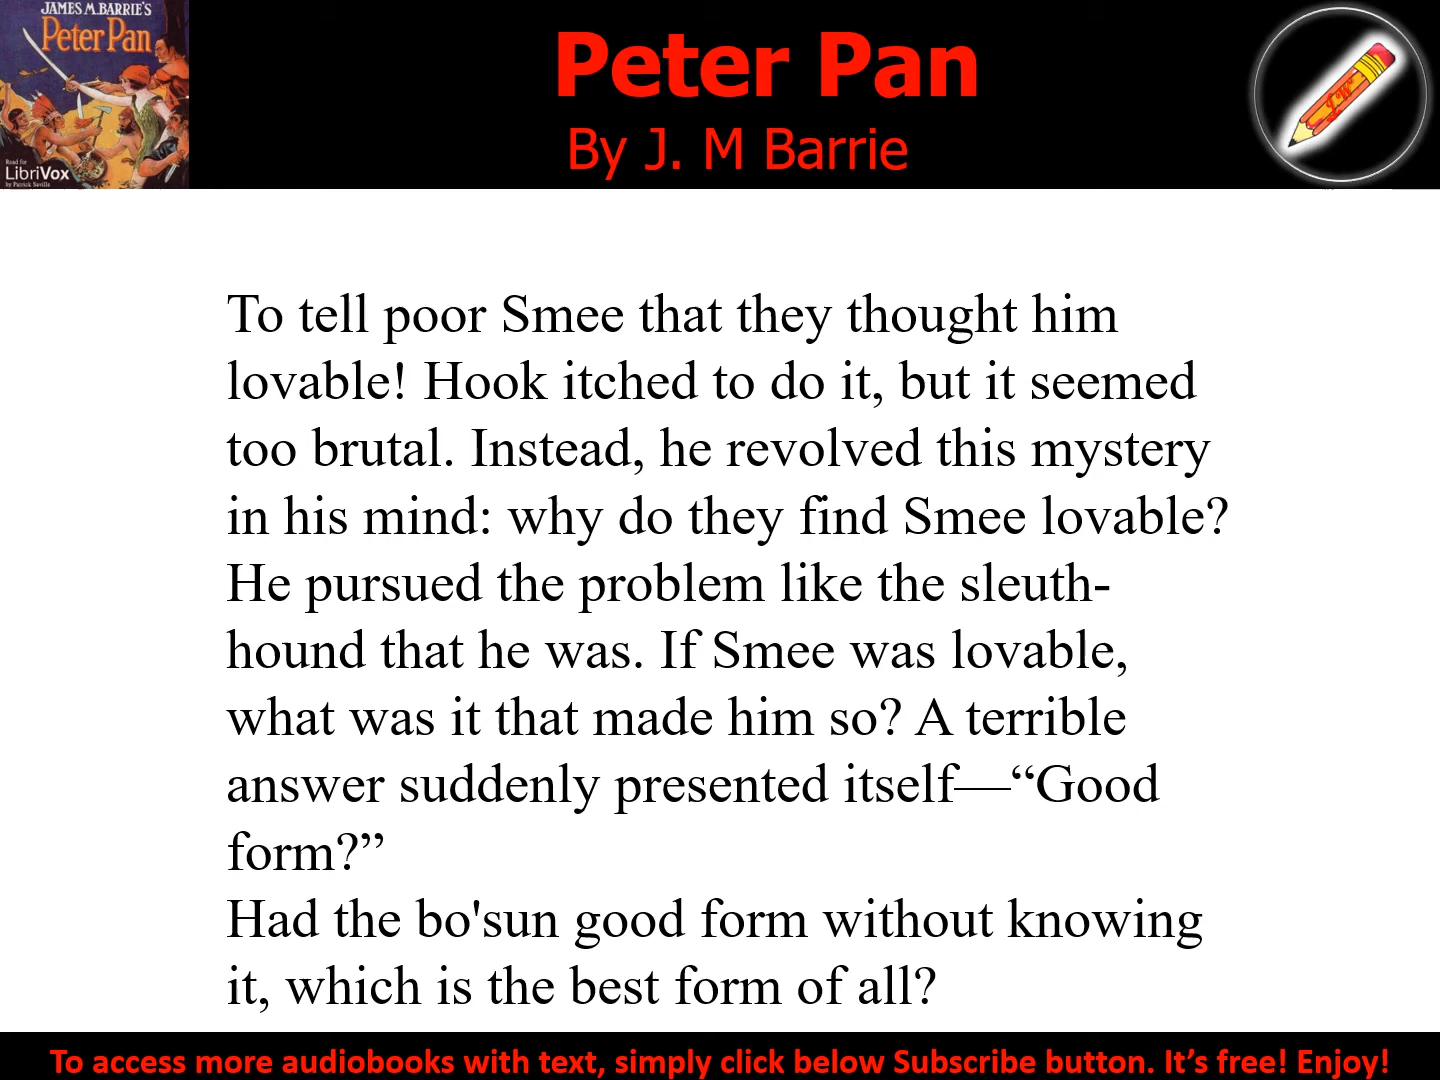 JAMES M. BARRIE'S
Peter Pan
Read for
LibriVox
by Patrick Saville
Peter Pan
By J. M Barrie
To tell poor Smee that they thought him
lovable! Hook itched to do it, but it seemed
too brutal. Instead, he revolved this mystery
in his mind: why do they find Smee lovable?
He pursued the problem like the sleuth-
hound that he was. If Smee was lovable,
what was it that made him so? A terrible
answer suddenly presented itself—“Good
form?”
Had the bo'sun good form without knowing
it, which is the best form of all?
To access more audiobooks with text, simply click below Subscribe button. It’s free! Enjoy!